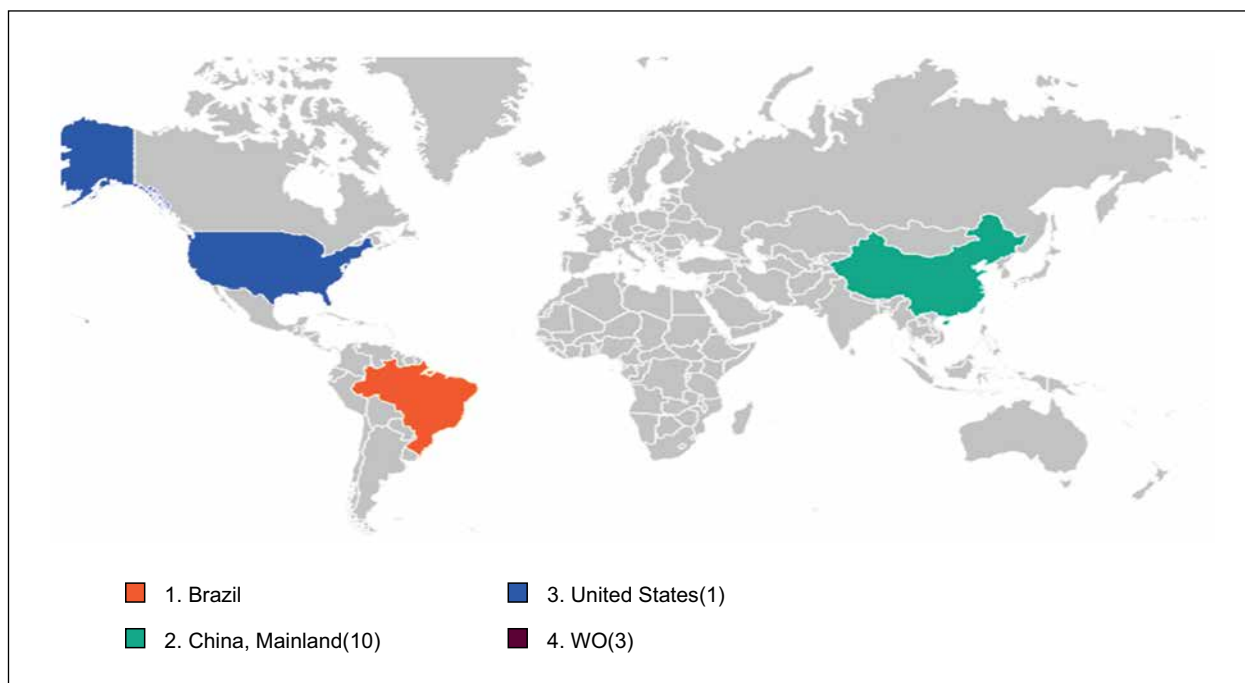 1. Brazil
2. China, Mainland(10)
3. United States(1)
4. WO(3)